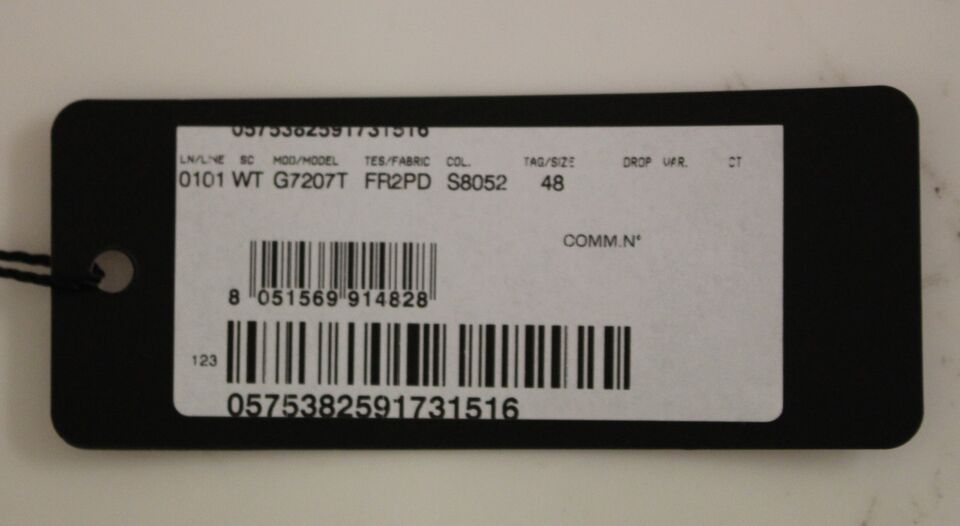 0575382591731516
LN/LINE SC MOD/MODEL TES/FABRIC COL. TAG/SIZE DROP VAR. CT
0101 WT G7207T FR2PD S8052 48
COMM.N°
8 051569 914828
123
0575382591731516